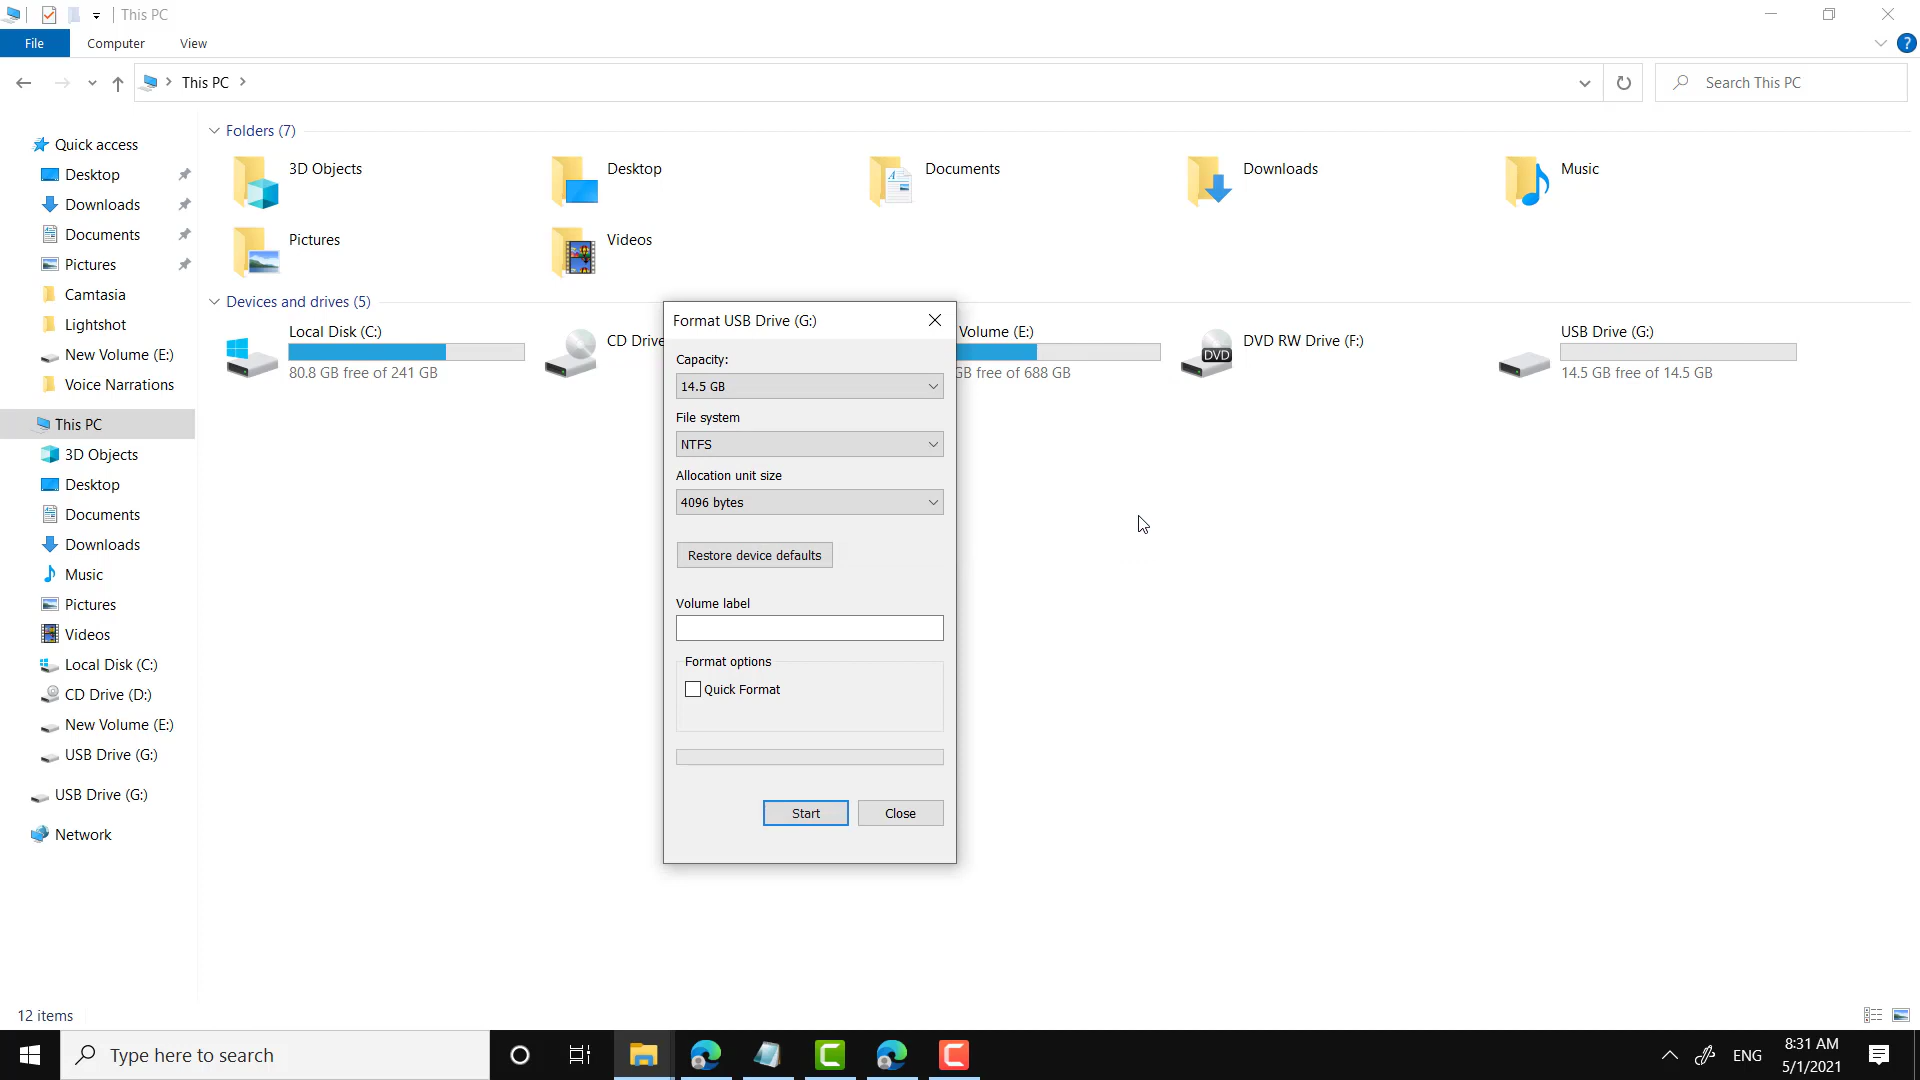 This PC
File
Computer
View
?
This PC
Search This PC
Quick access
Desktop
Downloads
Documents
Pictures
Camtasia
Lightshot
New Volume (E:)
Voice Narrations
This PC
3D Objects
Desktop
Documents
Downloads
Music
Pictures
Videos
Local Disk (C:)
CD Drive (D:)
New Volume (E:)
USB Drive (G:)
USB Drive (G:)
Network
Folders (7)
3D Objects
Desktop
Documents
Downloads
Music
Pictures
Videos
Devices and drives (5)
Local Disk (C:)
80.8 GB free of 241 GB
CD Drive
Volume (E:)
GB free of 688 GB
DVD
DVD RW Drive (F:)
USB Drive (G:)
14.5 GB free of 14.5 GB
Format USB Drive (G:)
Capacity:
14.5 GB
File system
NTFS
Allocation unit size
4096 bytes
Restore device defaults
Volume label
Format options
Quick Format
Start
Close
12 items
Type here to search
ENG
8:31 AM
5/1/2021